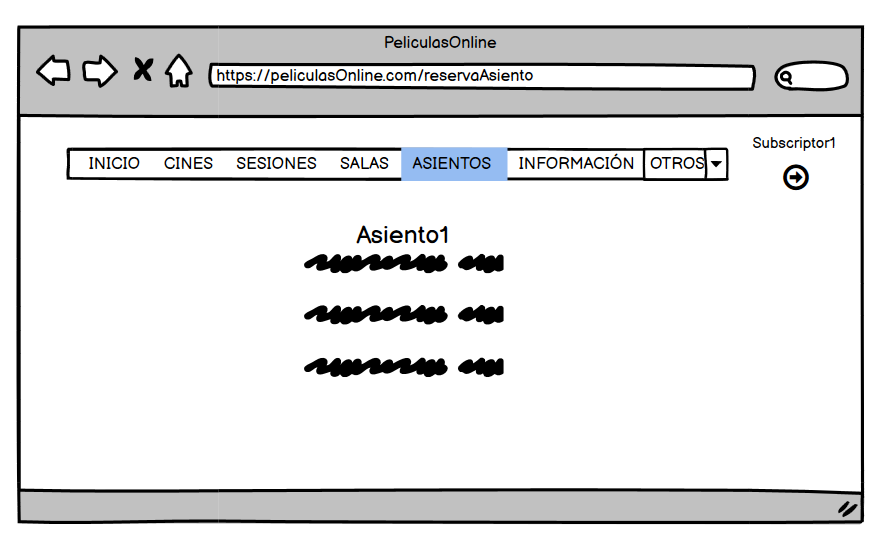 PeliculasOnline
https://peliculasOnline.com/reservaAsiento
Subscriptor1
INICIO CINES SESIONES SALAS ASIENTOS INFORMACIÓN OTROS
Asiento1